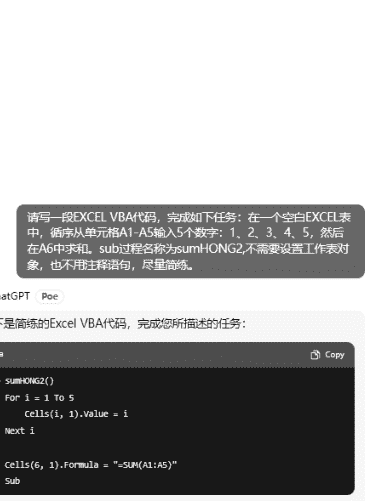 请写一段EXCEL VBA代码，完成如下任务：在一个空白EXCEL表
中，循序从单元格A1-A5输入5个数字：1、2、3、4、5，然后
在A6中求和。sub过程名称为sumHONG2,不需要设置工作表对
象，也不用注释语句，尽量简练。
atGPT Poe
下是简练的Excel VBA代码，完成您所描述的任务：
a Copy
sumHONG2()
For i = 1 To 5
Cells(i, 1).Value = i
Next i
Cells(6, 1).Formula = "=SUM(A1:A5)"
Sub